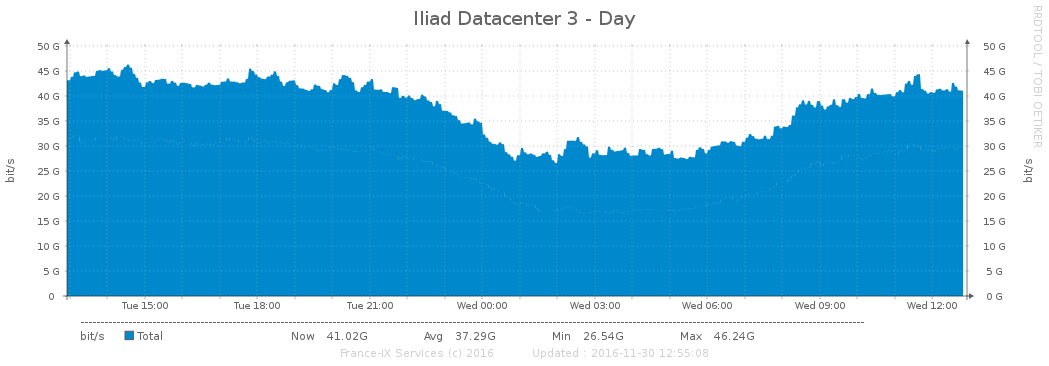 Iliad Datacenter 3 - Day
RRDTOOL / TOBI OETIKER
bit/s
50 G 50 G
45 G 45 G
40 G 40 G
35 G 35 G
30 G 30 G
25 G 25 G
20 G 20 G
15 G 15 G
10 G 10 G
5 G 5 G
0 0 G
bit/s
Tue 15:00 Tue 18:00 Tue 21:00 Wed 00:00 Wed 03:00 Wed 06:00 Wed 09:00 Wed 12:00
bit/s Total Now 41.02G Avg 37.29G Min 26.54G Max 46.24G
France-IX Services (c) 2016 Updated : 2016-11-30 12:55:08